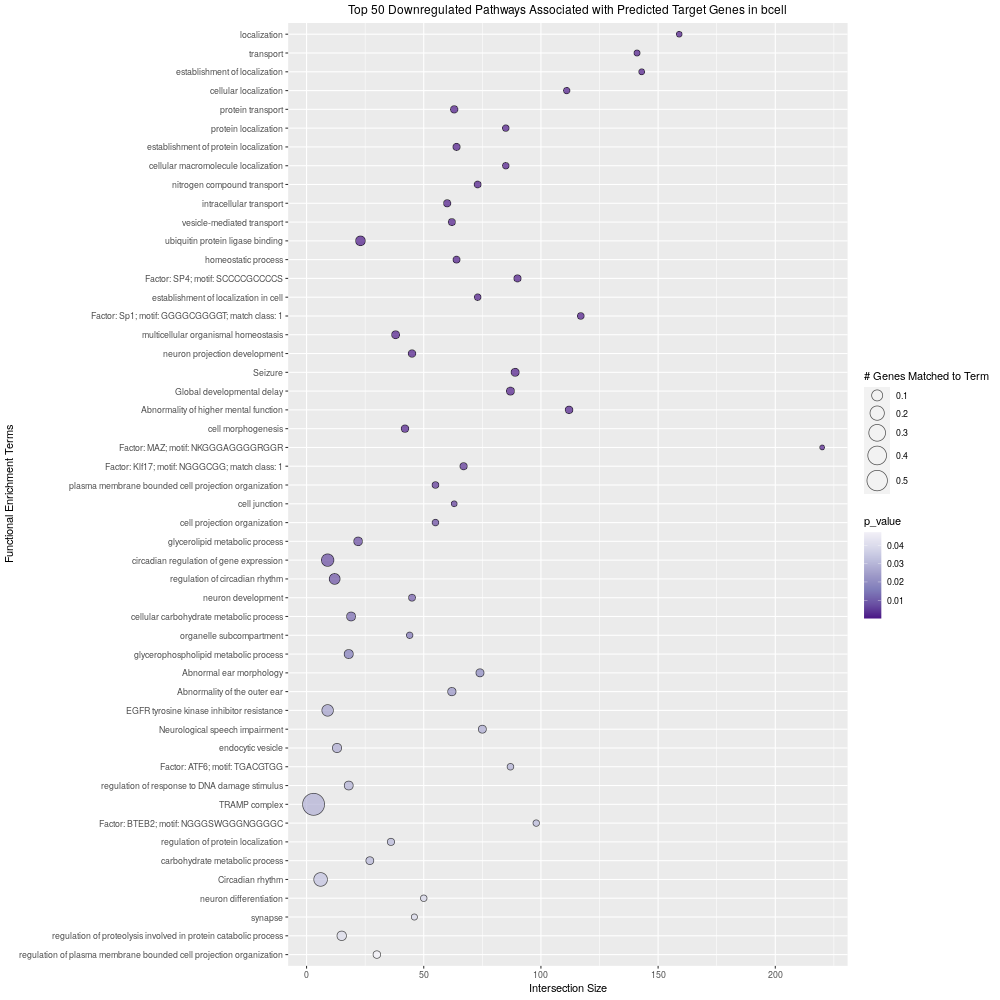 Top 50 Downregulated Pathways Associated with Predicted Target Genes in bcell
Functional Enrichment Terms
localization
transport
establishment of localization
cellular localization
protein transport
protein localization
establishment of protein localization
cellular macromolecule localization
nitrogen compound transport
intracellular transport
vesicle-mediated transport
ubiquitin protein ligase binding
homeostatic process
Factor: SP4; motif: SCCCCGCCCCS
establishment of localization in cell
Factor: Sp1; motif: GGGGCGGGGT; match class: 1
multicellular organismal homeostasis
neuron projection development
Seizure
Global developmental delay
Abnormality of higher mental function
cell morphogenesis
Factor: MAZ; motif: NKGGGAGGGGRGGR
Factor: Klf17; motif: NGGGCGG; match class: 1
plasma membrane bounded cell projection organization
cell junction
cell projection organization
glycerolipid metabolic process
circadian regulation of gene expression
regulation of circadian rhythm
neuron development
cellular carbohydrate metabolic process
organelle subcompartment
glycerophospholipid metabolic process
Abnormal ear morphology
Abnormality of the outer ear
EGFR tyrosine kinase inhibitor resistance
Neurological speech impairment
endocytic vesicle
Factor: ATF6; motif: TGACGTGG
regulation of response to DNA damage stimulus
TRAMP complex
Factor: BTEB2; motif: NGGGSWGGGNGGGGC
regulation of protein localization
carbohydrate metabolic process
Circadian rhythm
neuron differentiation
synapse
regulation of proteolysis involved in protein catabolic process
regulation of plasma membrane bounded cell projection organization
0 50 100 150 200
Intersection Size
# Genes Matched to Term
0.1
0.2
0.3
0.4
0.5
p_value
0.04
0.03
0.02
0.01